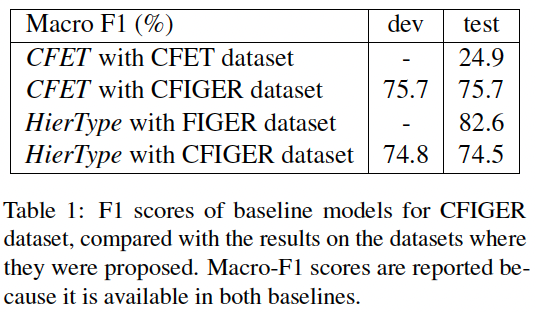 Macro F1 (%) dev test
CFET with CFET dataset - 24.9
CFET with CFIGER dataset 75.7 75.7
HierType with FIGER dataset - 82.6
HierType with CFIGER dataset 74.8 74.5
Table 1: F1 scores of baseline models for CFIGER
dataset, compared with the results on the datasets where
they were proposed. Macro-F1 scores are reported be-
cause it is available in both baselines.